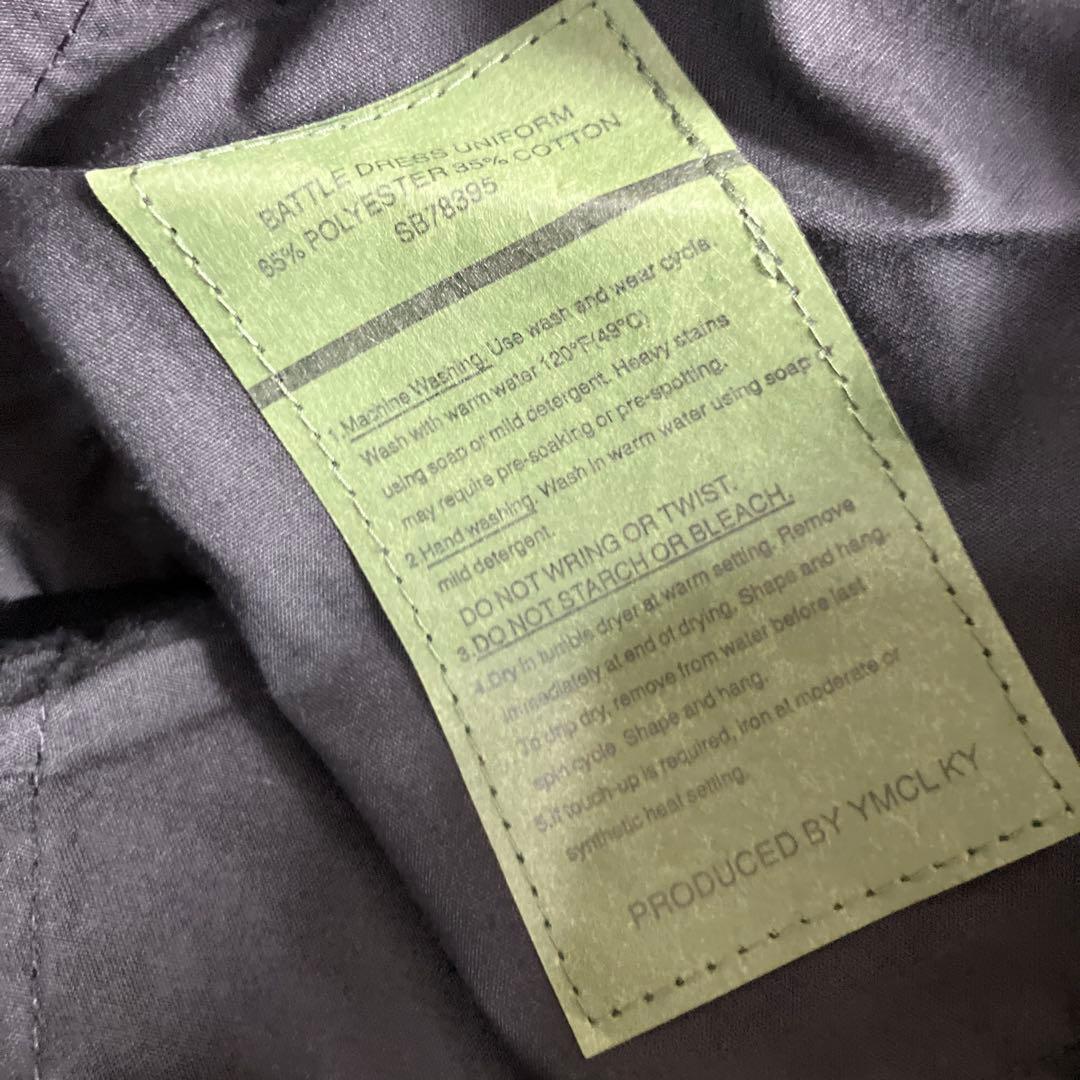 BATTLE DRESS UNIFORM
65% POLYESTER 35% COTTON
SB78395
1.Machine Washing. Use wash and wear cycle.
Wash with warm water 120°F(49°C)
using soap or mild detergent. Heavy stains
may require pre-soaking or pre-spotting.
2.Hand washing. Wash in warm water using soap or
mild detergent.
DO NOT WRING OR TWIST.
3.DO NOT STARCH OR BLEACH.
4.Dry in tumble dryer at warm setting. Remove
immediately at end of drying. Shape and hang.
To drip dry, remove from water before last
spin cycle. Shape and hang.
5.If touch-up is required, iron at moderate or
synthetic heat setting.
PRODUCED BY YMCLKY